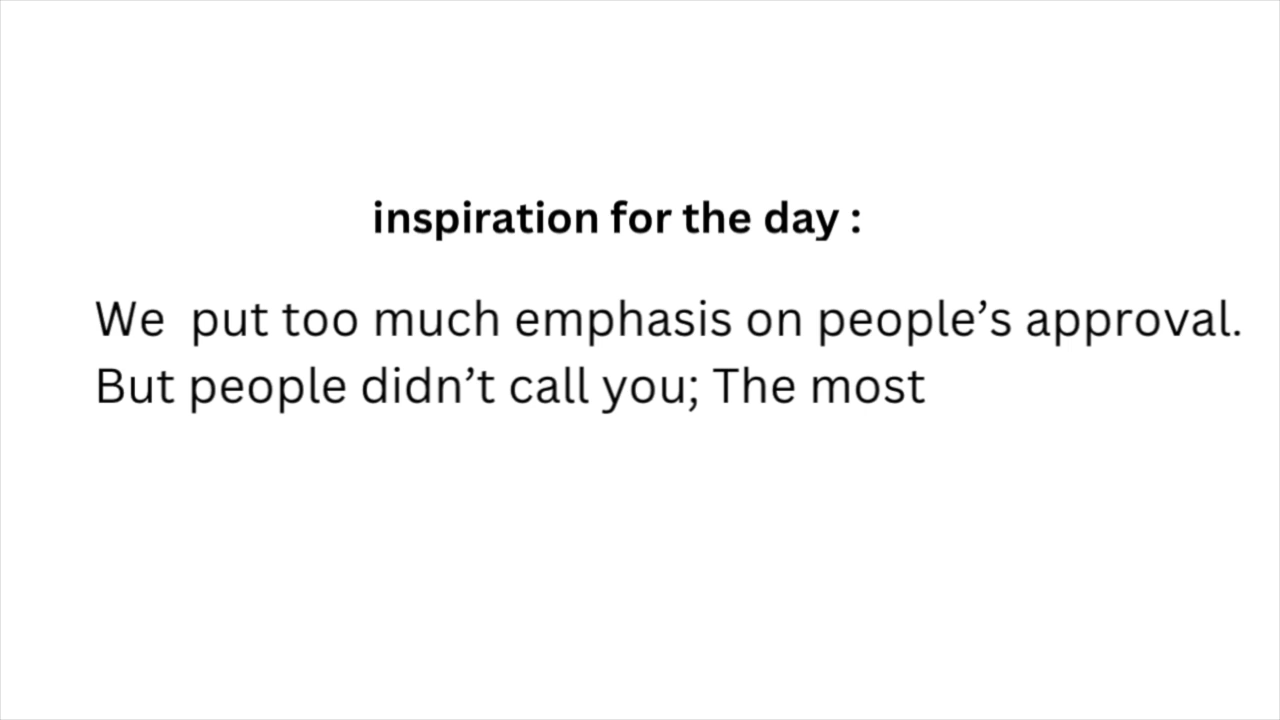 inspiration for the day :
We  put too much emphasis on people’s approval.
But people didn’t call you; The most